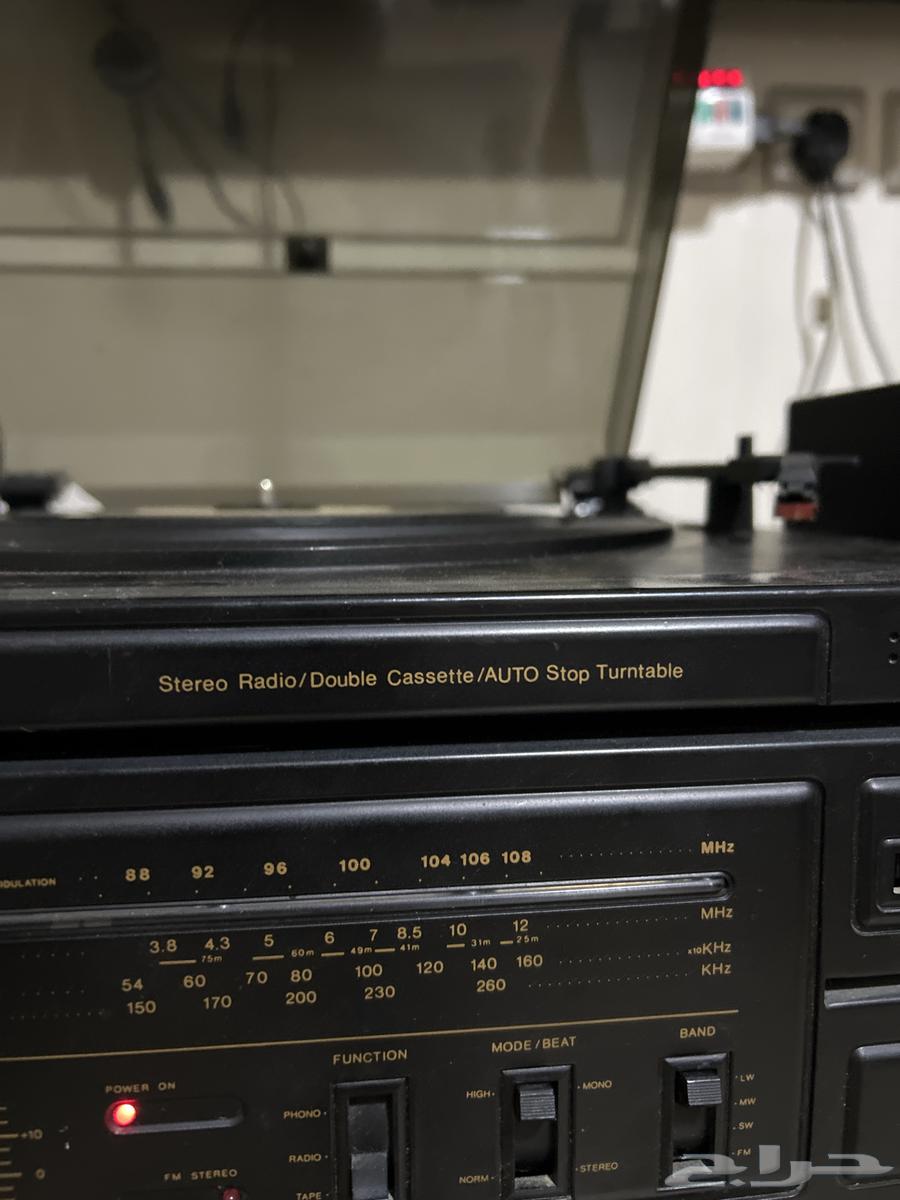 Stereo Radio/Double Cassette/AUTO Stop Turntable
88 92 96 100 104 106 108 MHz
3.8 4.3 5 6 7 8.5 10 12 MHz
75m 60m 49m 41m 31m 25m
54 60 70 80 100 120 140 160 x10KHz
150 170 200 230 260 KHz
FUNCTION MODE/BEAT BAND
POWER ON
HIGH MONO LW
PHONO MW
+10 SW
RADIO FM
0 FM STEREO NORM STEREO
TAPE
حراج